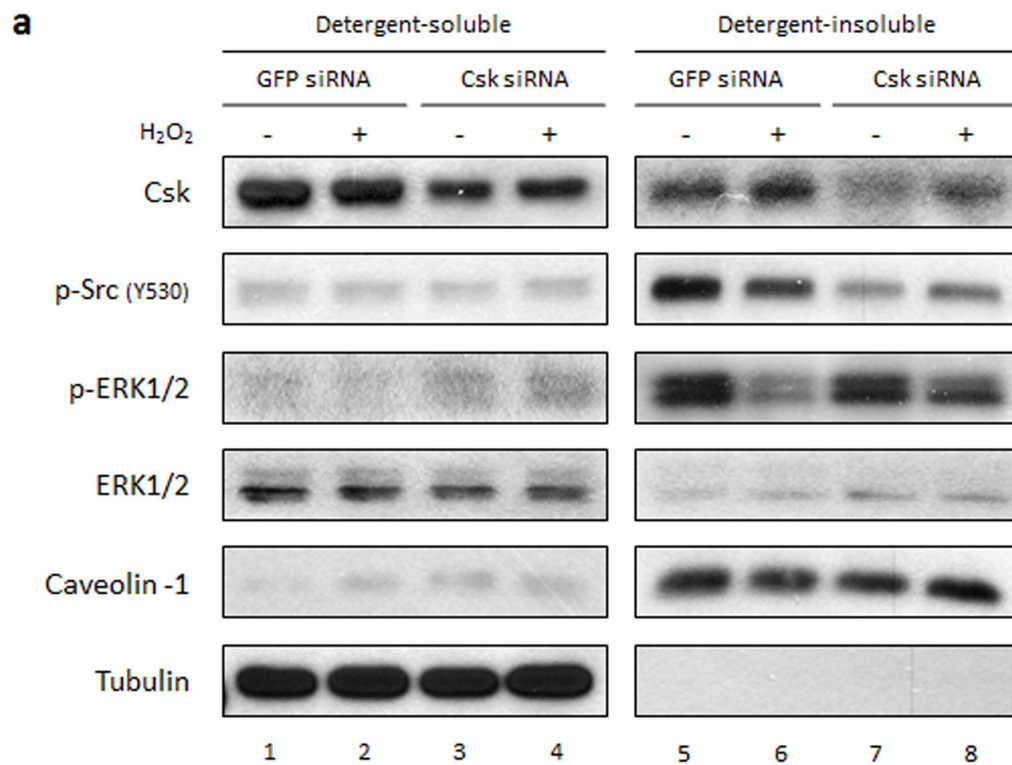 a
Detergent-soluble Detergent-insoluble
GFP siRNA Csk siRNA GFP siRNA Csk siRNA
H₂O₂ - + - + - + - +
Csk
p-Src (Y530)
p-ERK1/2
ERK1/2
Caveolin -1
Tubulin
1 2 3 4 5 6 7 8